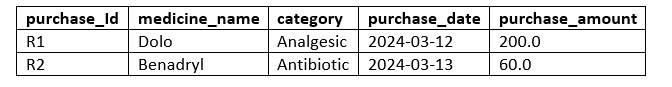 purchase_Id medicine_name category purchase_date purchase_amount
R1 Dolo Analgesic 2024-03-12 200.0
R2 Benadryl Antibiotic 2024-03-13 60.0